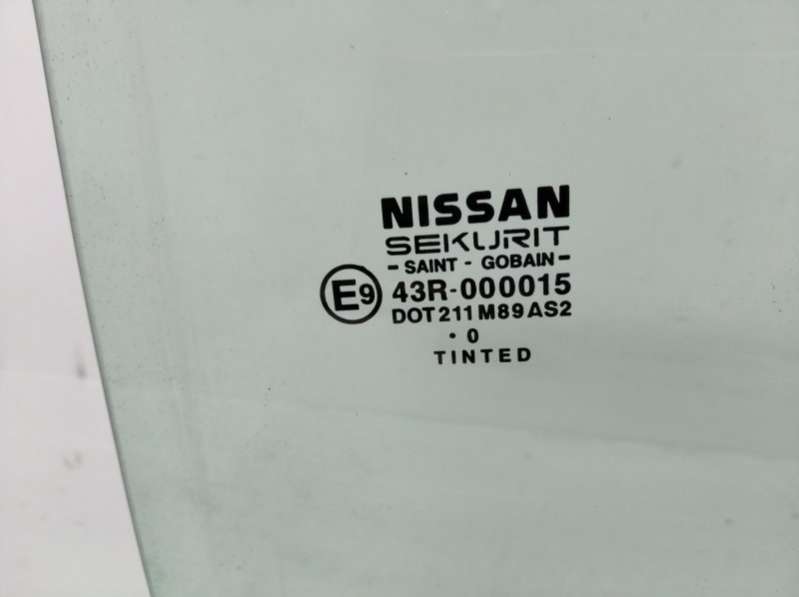 NISSAN
SEKURIT
- SAINT - GOBAIN -
E9 43R-000015
DOT 211 M89 AS2
· 0
TINTED